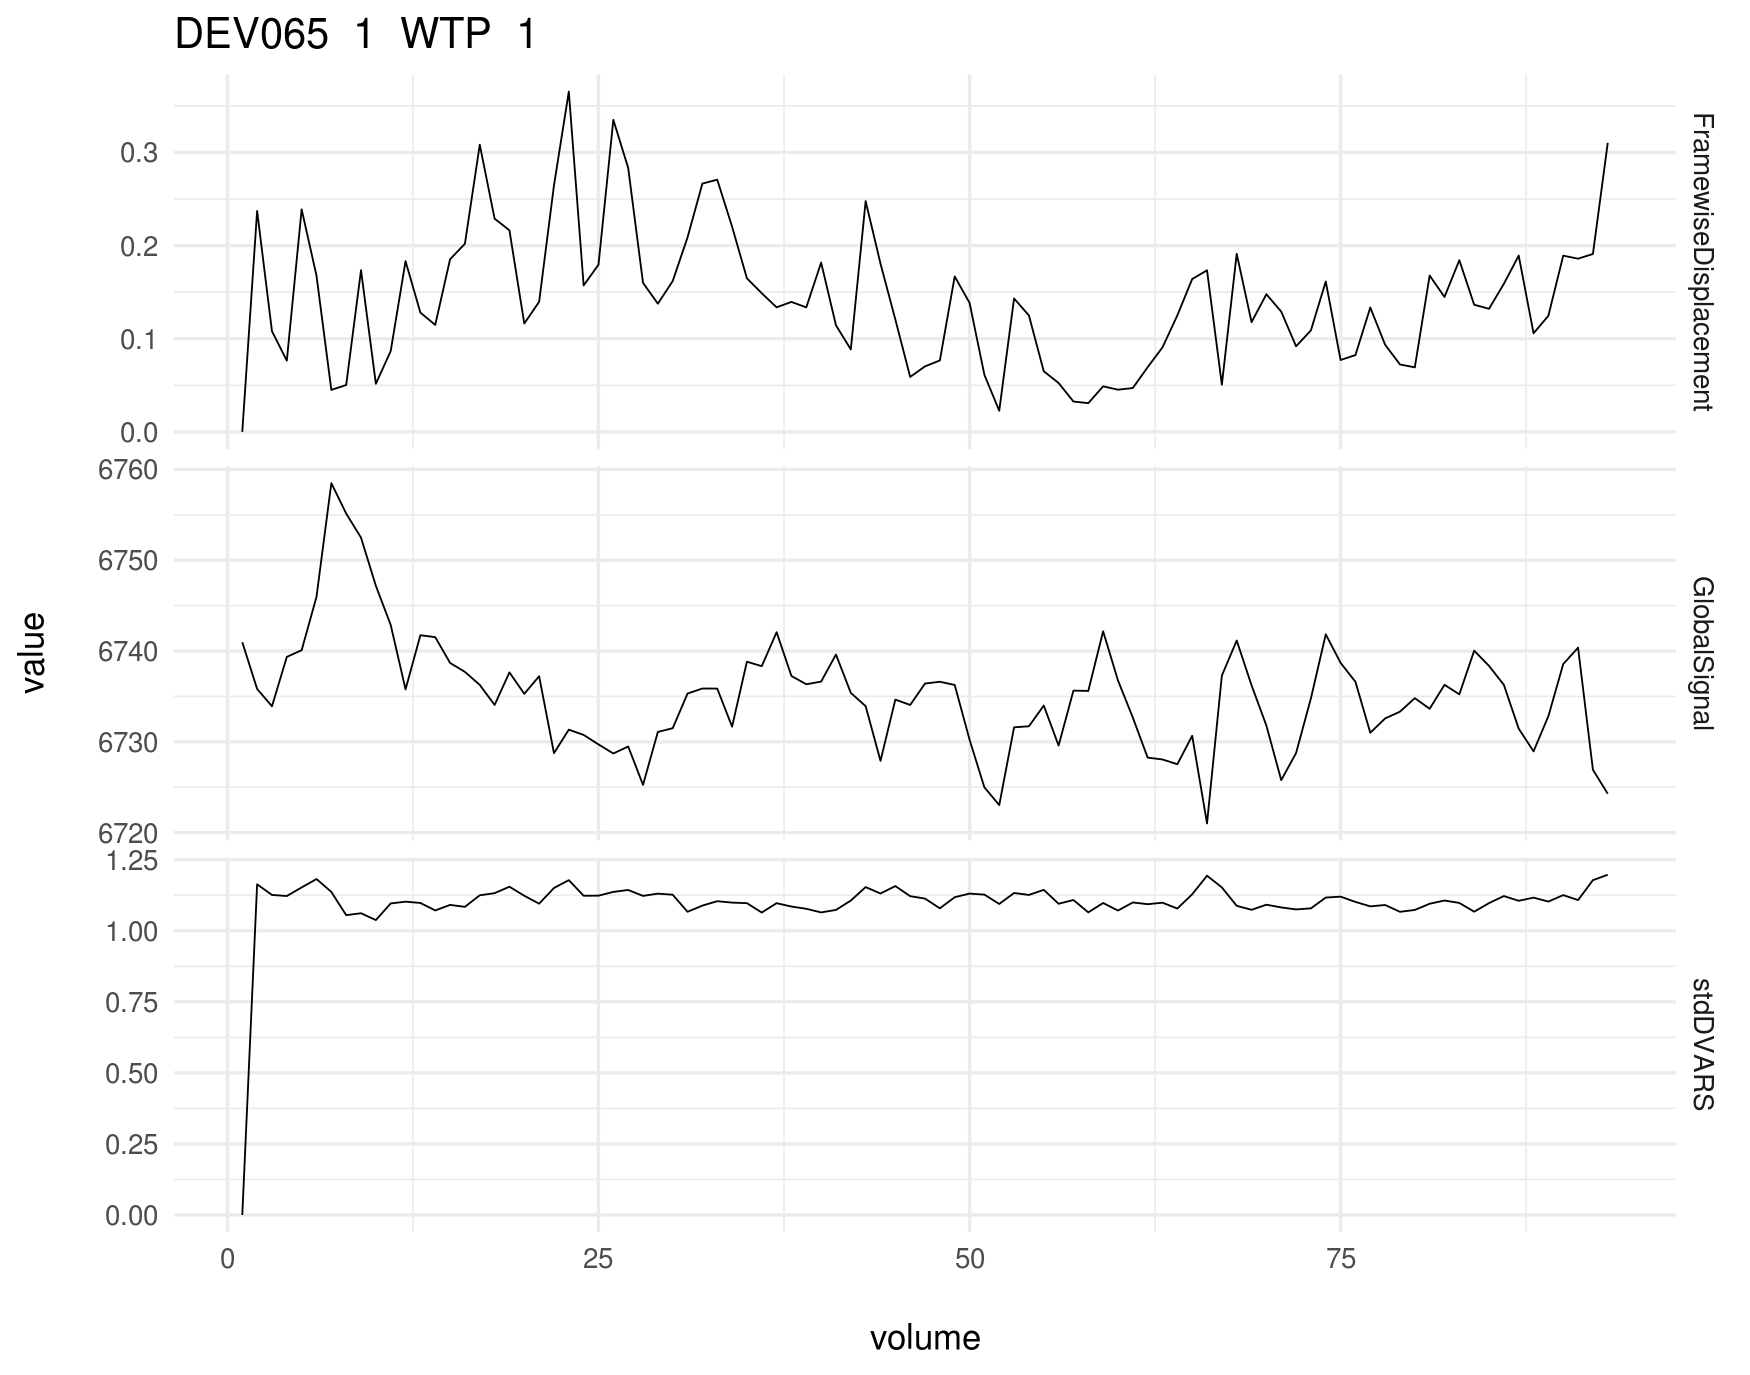 DEV065 1 WTP 1
0.3
0.2
0.1
0.0
FramewiseDisplacement
6760
6750
6740
6730
6720
GlobalSignal
value
1.25
1.00
0.75
0.50
0.25
0.00
stdDVARS
0 25 50 75
volume